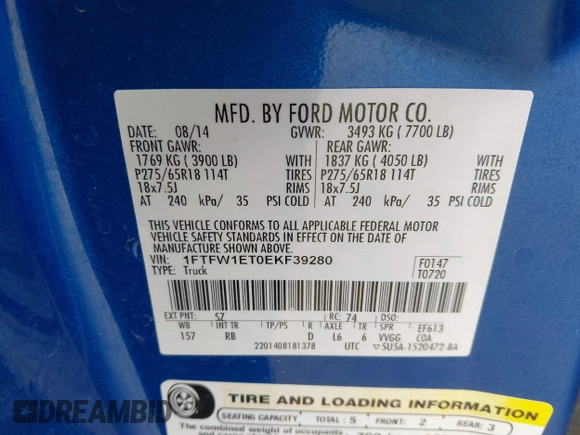 MFD. BY FORD MOTOR CO.
DATE: 08/14 GVWR: 3493 KG ( 7700 LB)
FRONT GAWR: REAR GAWR:
1769 KG ( 3900 LB) WITH 1837 KG ( 4050 LB) WITH
P275/65R18 114T TIRES P275/65R18 114T TIRES
18x7.5J RIMS 18x7.5J RIMS
AT 240 kPa/ 35 PSI COLD AT 240 kPa/ 35 PSI COLD
THIS VEHICLE CONFORMS TO ALL APPLICABLE FEDERAL MOTOR
VEHICLE SAFETY STANDARDS IN EFFECT ON THE DATE OF
MANUFACTURE SHOWN ABOVE.
VIN: 1FTFW1ET0EKF39280 F0147
TYPE: Truck T0720
EXT PNT: SZ RC: 74 DSO:
WB INT TR TP/PS R AXLE TR SPR EF613
157 RB D L6 6 VVGG COA
2201408181378 UTC SU5A-1520472-BA
TIRE AND LOADING INFORMATION
SEATING CAPACITY TOTAL : 5 FRONT: 2 REAR: 3
The combined weight of occupants
DREAMBID